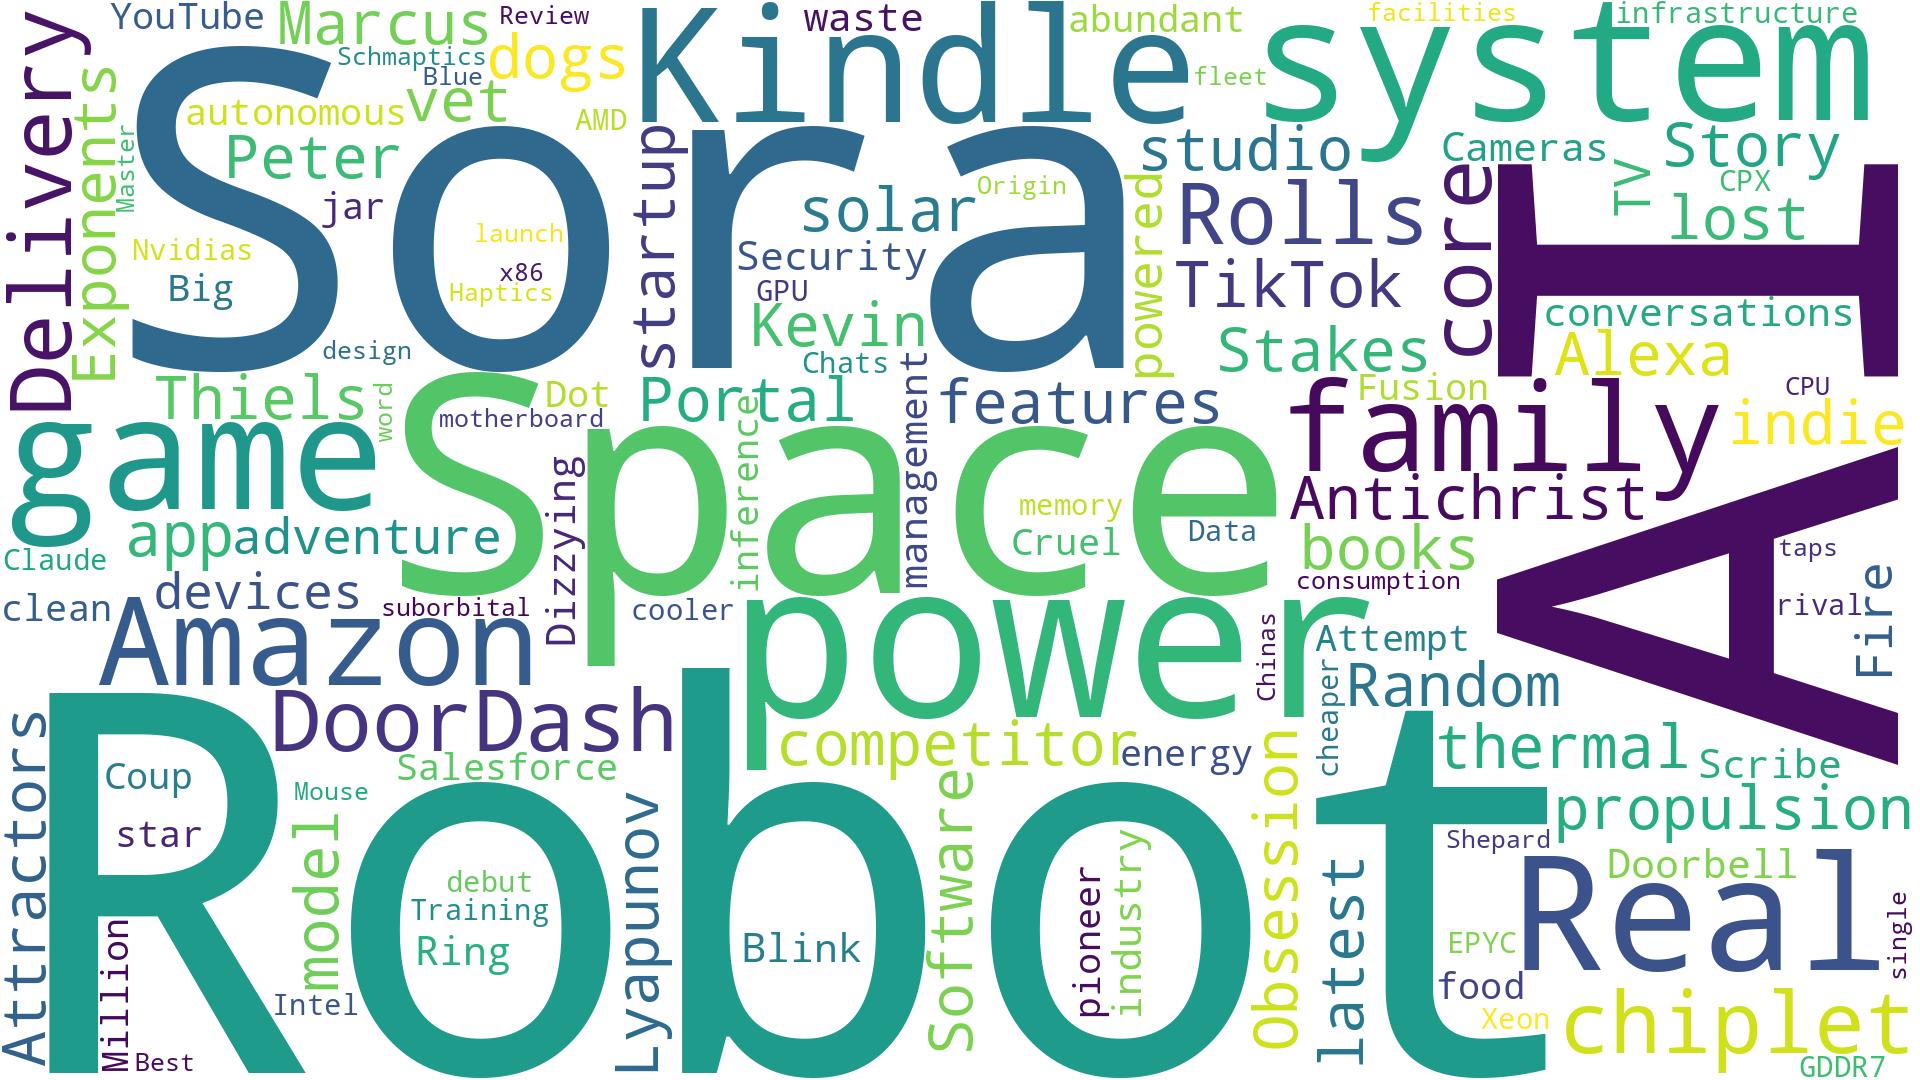 YouTube
Marcus
Review
waste
abundant
facilities
infrastructure
Schmaptics
Blue
dogs
Kindle
fleet
system
Delivery
Exponents
Master
autonomous
vet
AMD
Peter
Sora
startup
studio
Cameras
Story
TV
CPX
jar
solar
Origin
powered
Rolls
core
lost
AI
Nvidias
launch
x86
Haptics
Big
Security
GPU
TikTok
Kevin
conversations
design
Chats
Stakes
Alexa
Thiels
word
Dot
motherboard
Portal
features
Fusion
CPU
family
indie
game
Space
inference
management
Dizzying
memory
Cruel
Data
Antichrist
books
app
adventure
Claude
taps
devices
consumption
clean
suborbital
cooler
rival
Fire
Amazon
power
Chinas
Attempt
cheaper
Random
DoorDash
competitor
energy
Attractors
Coup
Salesforce
thermal
Scribe
Robot
Mouse
star
model
Lyapunov
Software
Obsession
propulsion
Shepard
Doorbell
Real
debut
Training
Ring
Blink
pioneer
industry
latest
EPYC
food
single
Million
Intel
Xeon
chiplet
Best
GDDR7